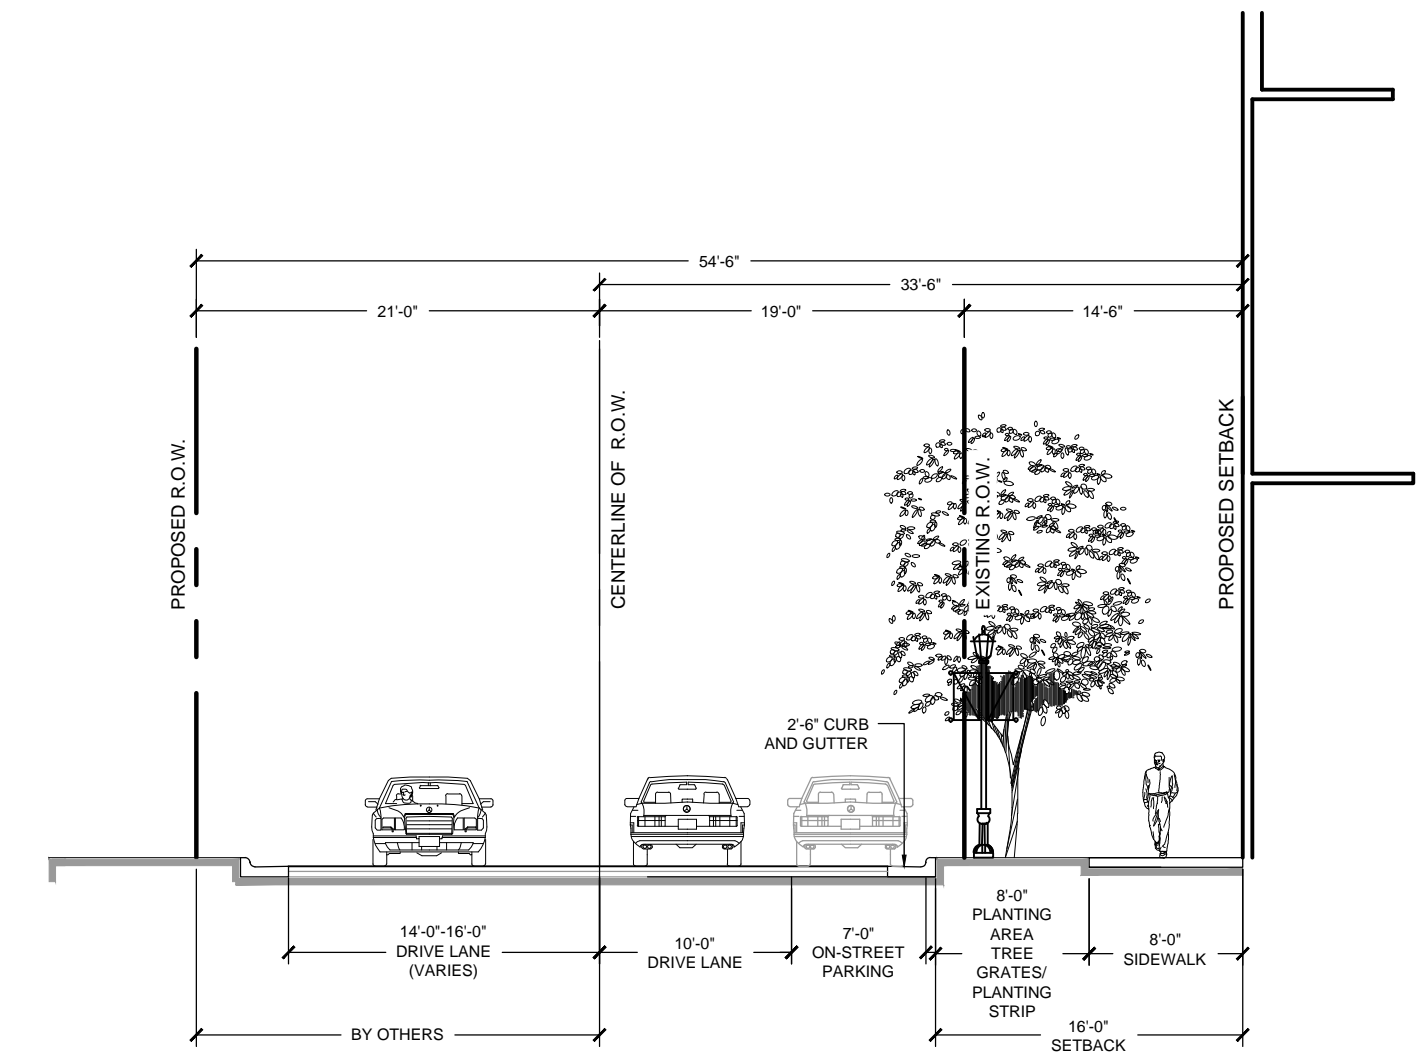 54'-6"
33'-6"
21'-0"
19'-0"
14'-6"
PROPOSED R.O.W.
CENTERLINE OF R.O.W.
EXISTING R.O.W.
PROPOSED SETBACK
2'-6" CURB
AND GUTTER
14'-0"-16'-0"
DRIVE LANE
(VARIES)
10'-0"
DRIVE LANE
7'-0"
ON-STREET
PARKING
8'-0"
PLANTING
AREA
TREE
GRATES/
PLANTING
STRIP
8'-0"
SIDEWALK
BY OTHERS
16'-0"
SETBACK